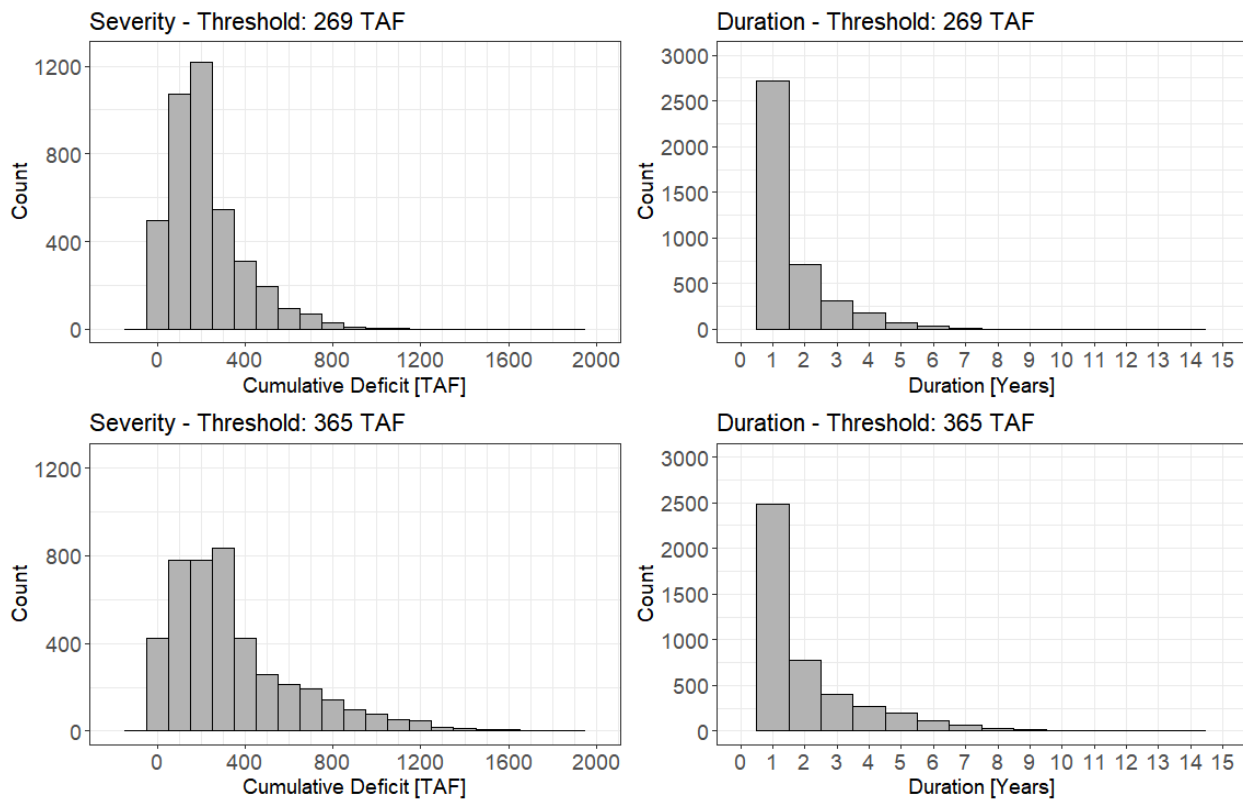 Severity - Threshold: 269 TAF
1200
800
400
0
Count
0 400 800 1200 1600 2000
Cumulative Deficit [TAF]
Duration - Threshold: 269 TAF
3000
2500
2000
1500
1000
500
0
Count
0 1 2 3 4 5 6 7 8 9 10 11 12 13 14 15
Duration [Years]
Severity - Threshold: 365 TAF
1200
800
400
0
Count
0 400 800 1200 1600 2000
Cumulative Deficit [TAF]
Duration - Threshold: 365 TAF
3000
2500
2000
1500
1000
500
0
Count
0 1 2 3 4 5 6 7 8 9 10 11 12 13 14 15
Duration [Years]